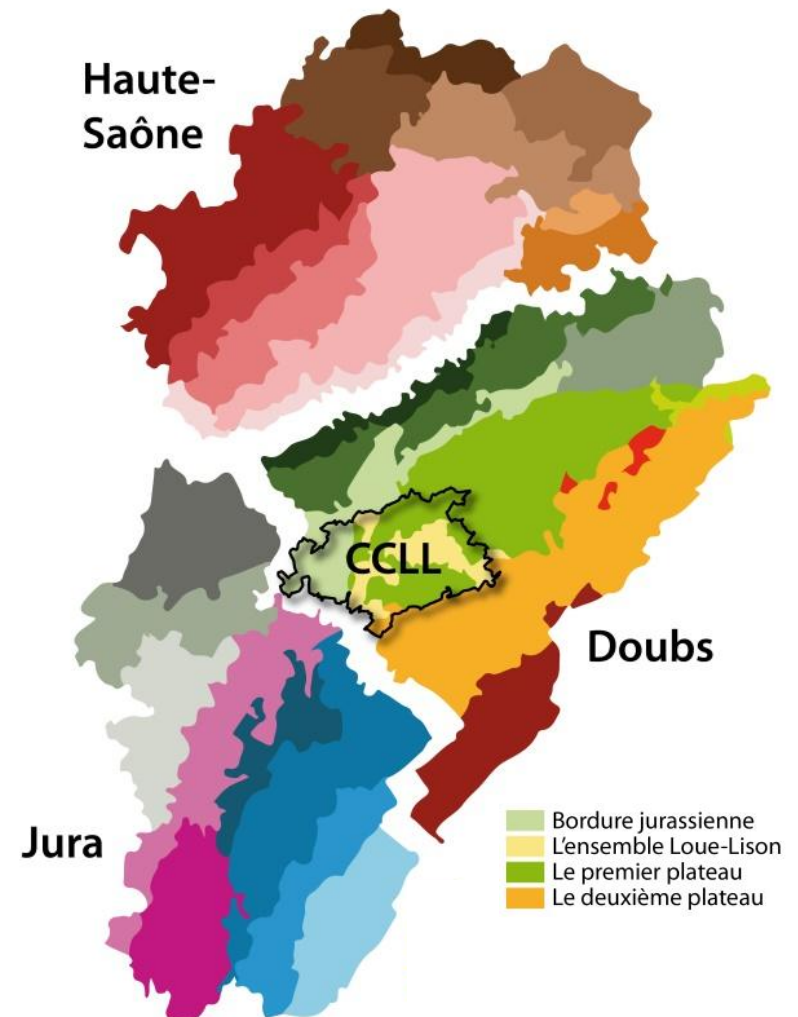 Haute-
Saône
CCLL
Doubs
Jura
Bordure jurassienne
L'ensemble Loue-Lison
Le premier plateau
Le deuxième plateau